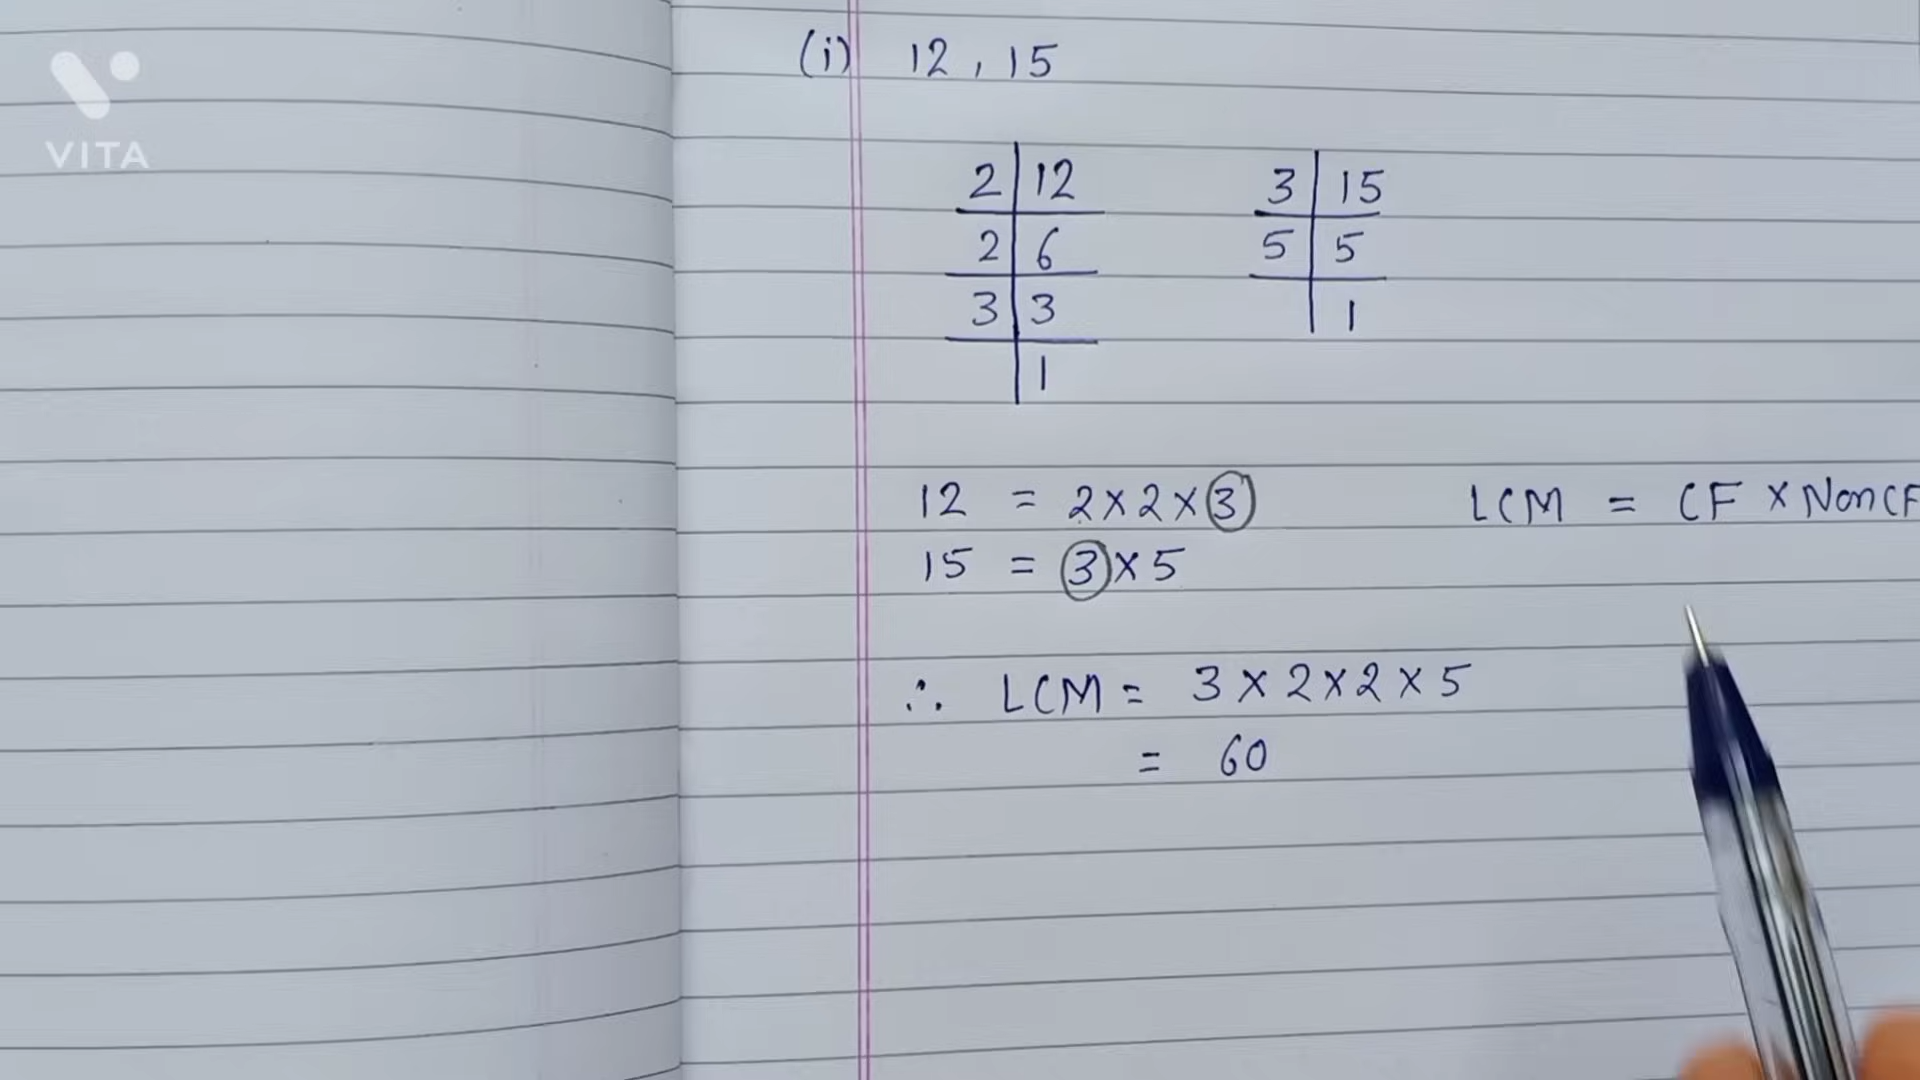 VITA
(i) 12, 15
2 | 12
2 | 6
3 | 3
1
3 | 15
5 | 5
1
12 = 2×2×3
15 = 3×5
LCM = CF × NonCF
∴ LCM = 3×2×2×5
= 60